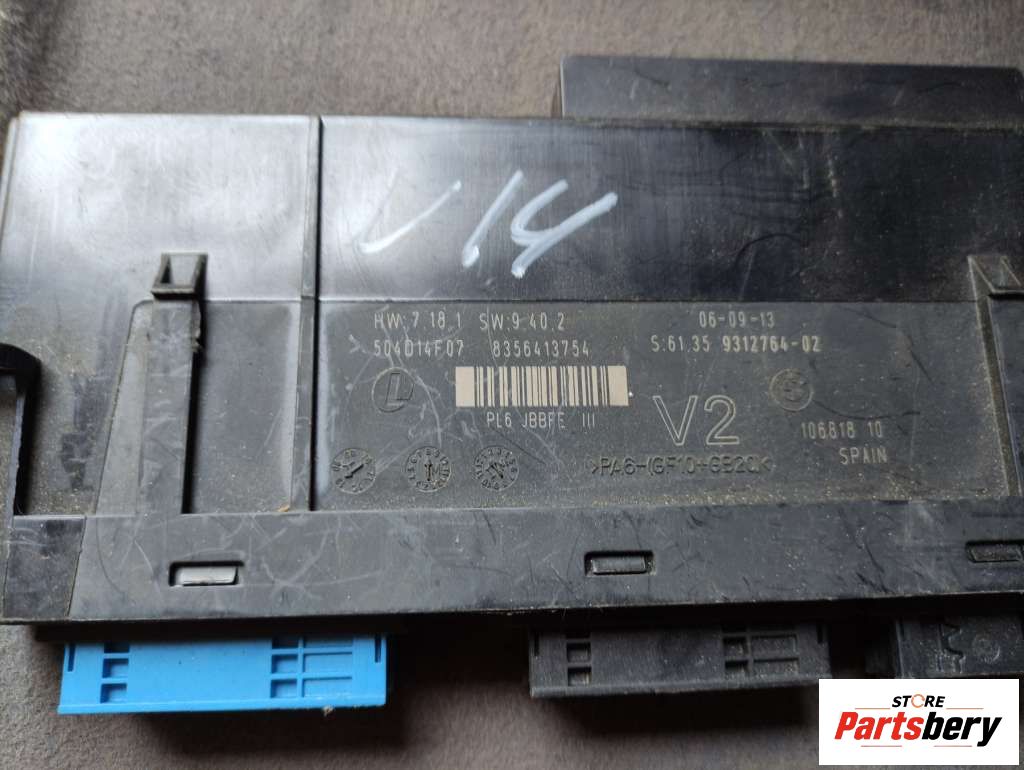 V.14
HW:7.18.1 SW:9.40.2 06-09-13
504D14F07 8356413754 S:61.35 9312764-02
L S
PL6 JBBFE III V2 106818 10
>PA6-(GF10+GB20)< SPAIN
STORE
Partsbery